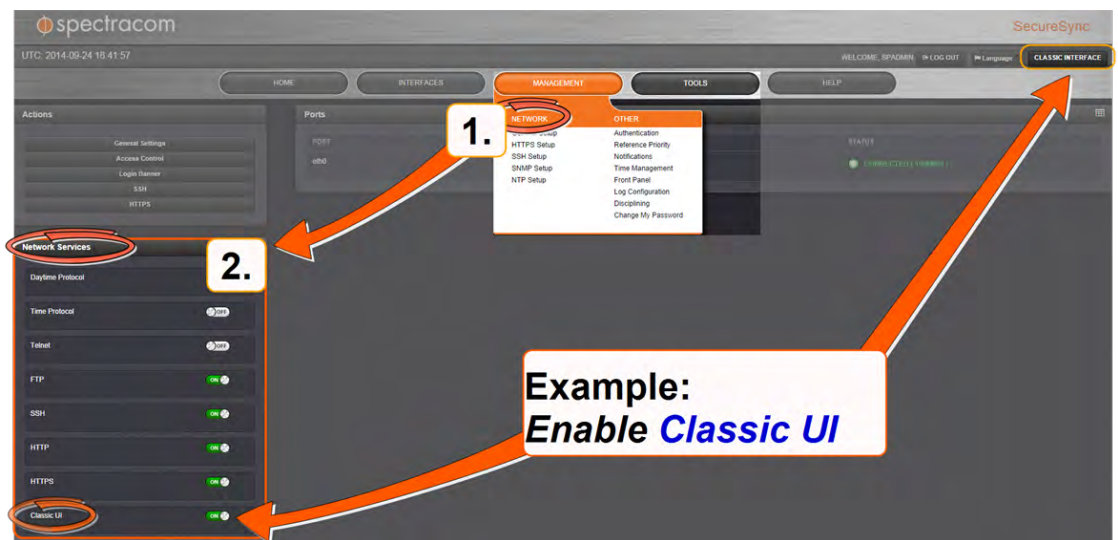 spectracom
SecureSync
UTC: 2014-09-24 18:41:57
WELCOME, SPADMIN LOG OUT Language CLASSIC INTERFACE
HOME INTERFACES MANAGEMENT TOOLS HELP
Actions
General Settings
Access Control
Login Banner
SSH
HTTPS
Ports
PORT STATUS
eth0
1.
NETWORK
Setup
HTTPS Setup
SSH Setup
SNMP Setup
NTP Setup
OTHER
Authentication
Reference Priority
Notifications
Time Management
Front Panel
Log Configuration
Disciplining
Change My Password
Network Services
2.
Daytime Protocol
Time Protocol OFF
Telnet OFF
FTP ON
SSH ON
HTTP ON
HTTPS ON
Classic UI ON
Example:
Enable Classic UI